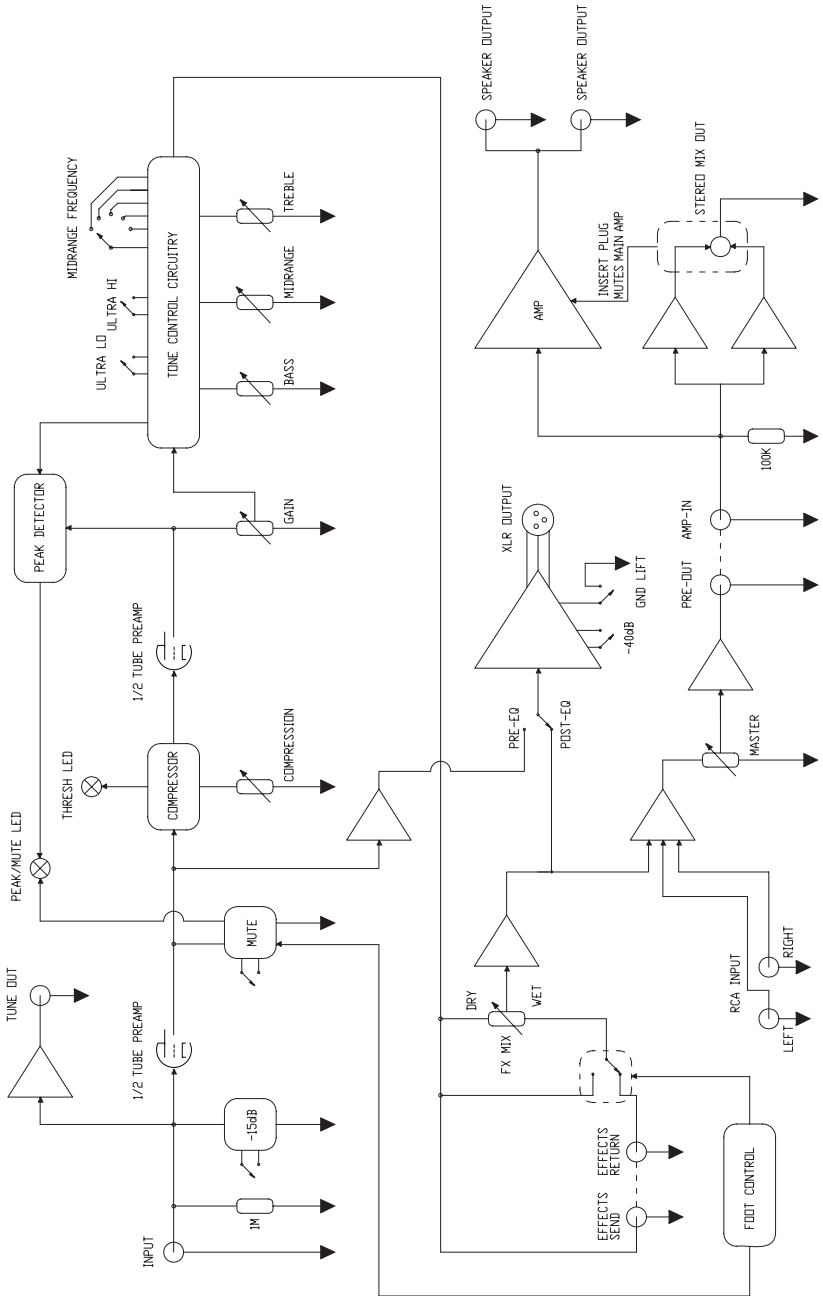 INPUT
1M
-15dB
TUNE OUT
1/2 TUBE PREAMP
MUTE
PEAK/MUTE LED
THRESH LED
COMPRESSOR
COMPRESSION
1/2 TUBE PREAMP
PEAK DETECTOR
GAIN
TONE CONTROL CIRCUITRY
ULTRA LO
ULTRA HI
MIDRANGE FREQUENCY
BASS
MIDRANGE
TREBLE
EFFECTS
SEND
EFFECTS
RETURN
FOOT CONTROL
FX MIX
DRY
WET
RCA INPUT
LEFT
RIGHT
PRE-EQ
POST-EQ
-40dB
GND LIFT
XLR OUTPUT
MASTER
PRE-OUT
AMP-IN
100K
AMP
INSERT PLUG
MUTES MAIN AMP
STEREO MIX OUT
SPEAKER OUTPUT
SPEAKER OUTPUT